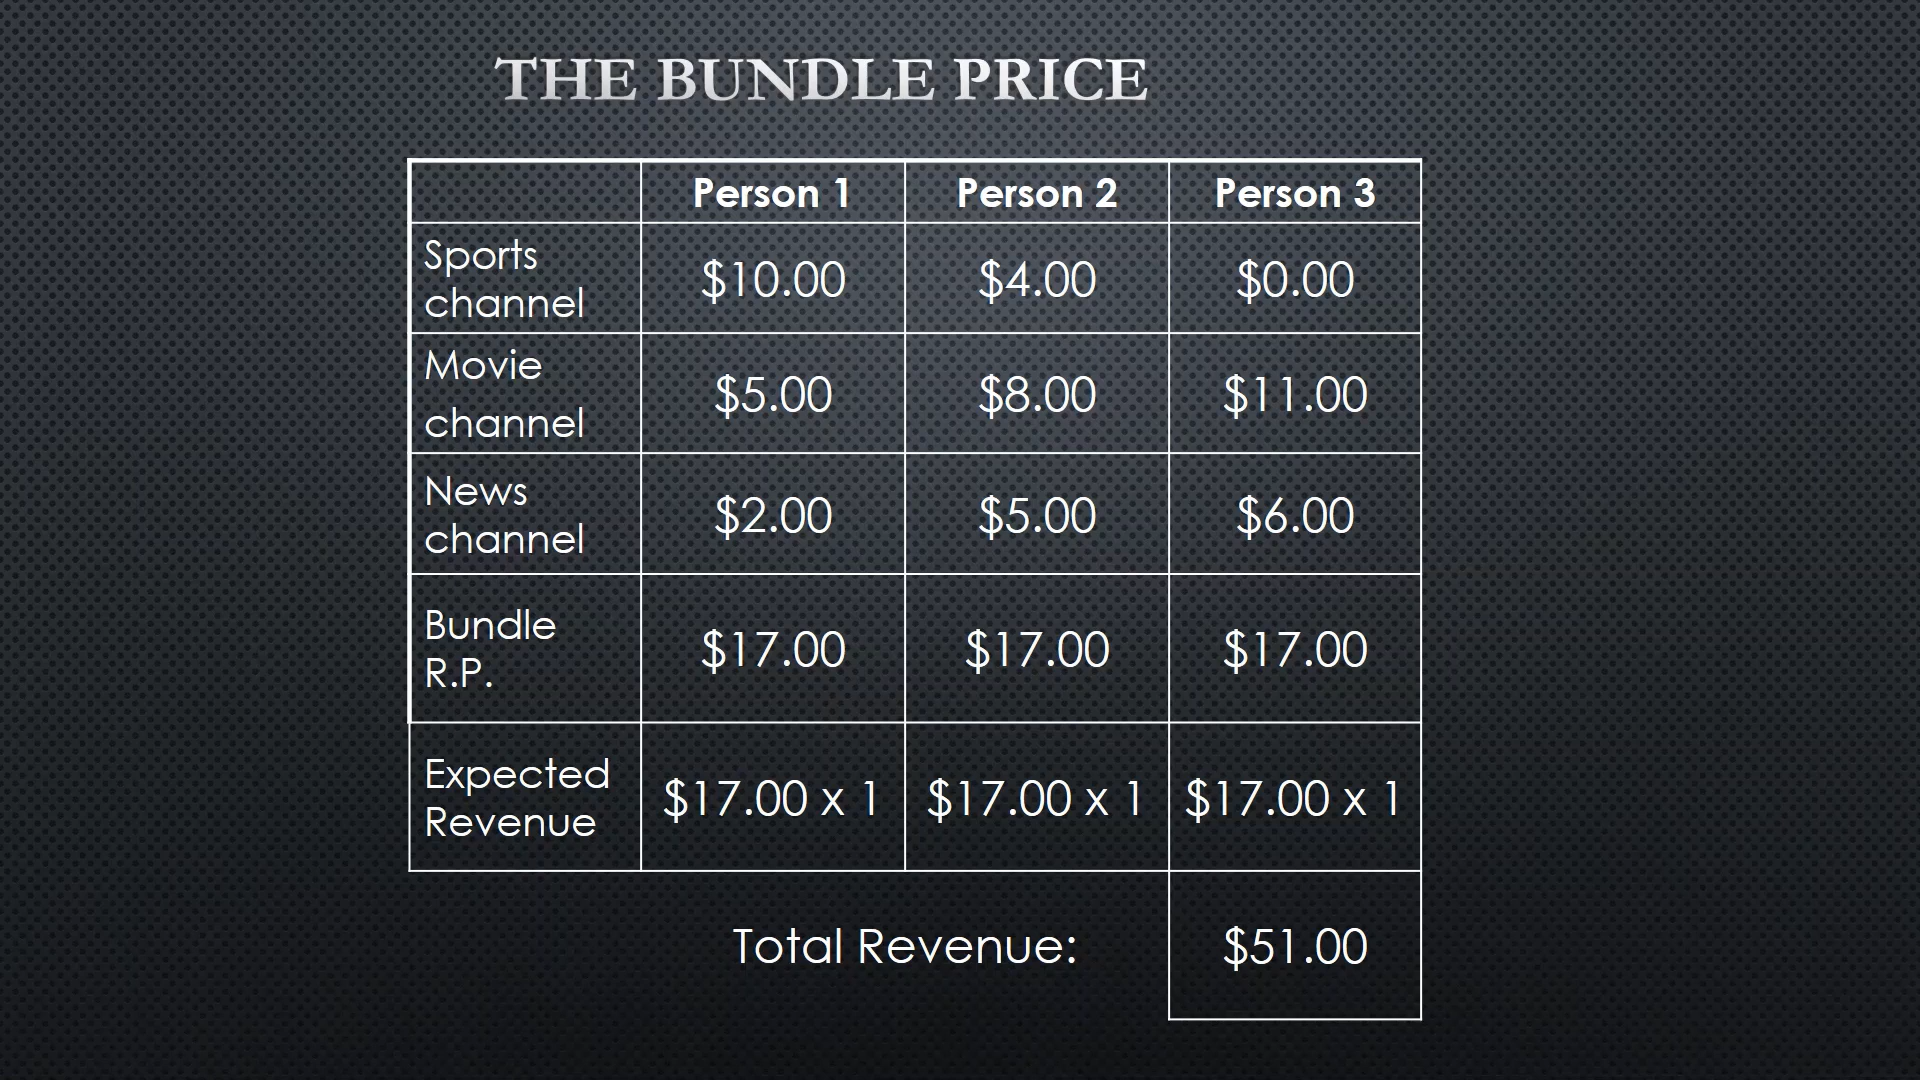 THE BUNDLE PRICE
Person 1 Person 2 Person 3
Sports
channel
$10.00 $4.00 $0.00
Movie
channel
$5.00 $8.00 $11.00
News
channel
$2.00 $5.00 $6.00
Bundle
R.P.
$17.00 $17.00 $17.00
Expected
Revenue
$17.00 x 1 $17.00 x 1 $17.00 x 1
Total Revenue: $51.00